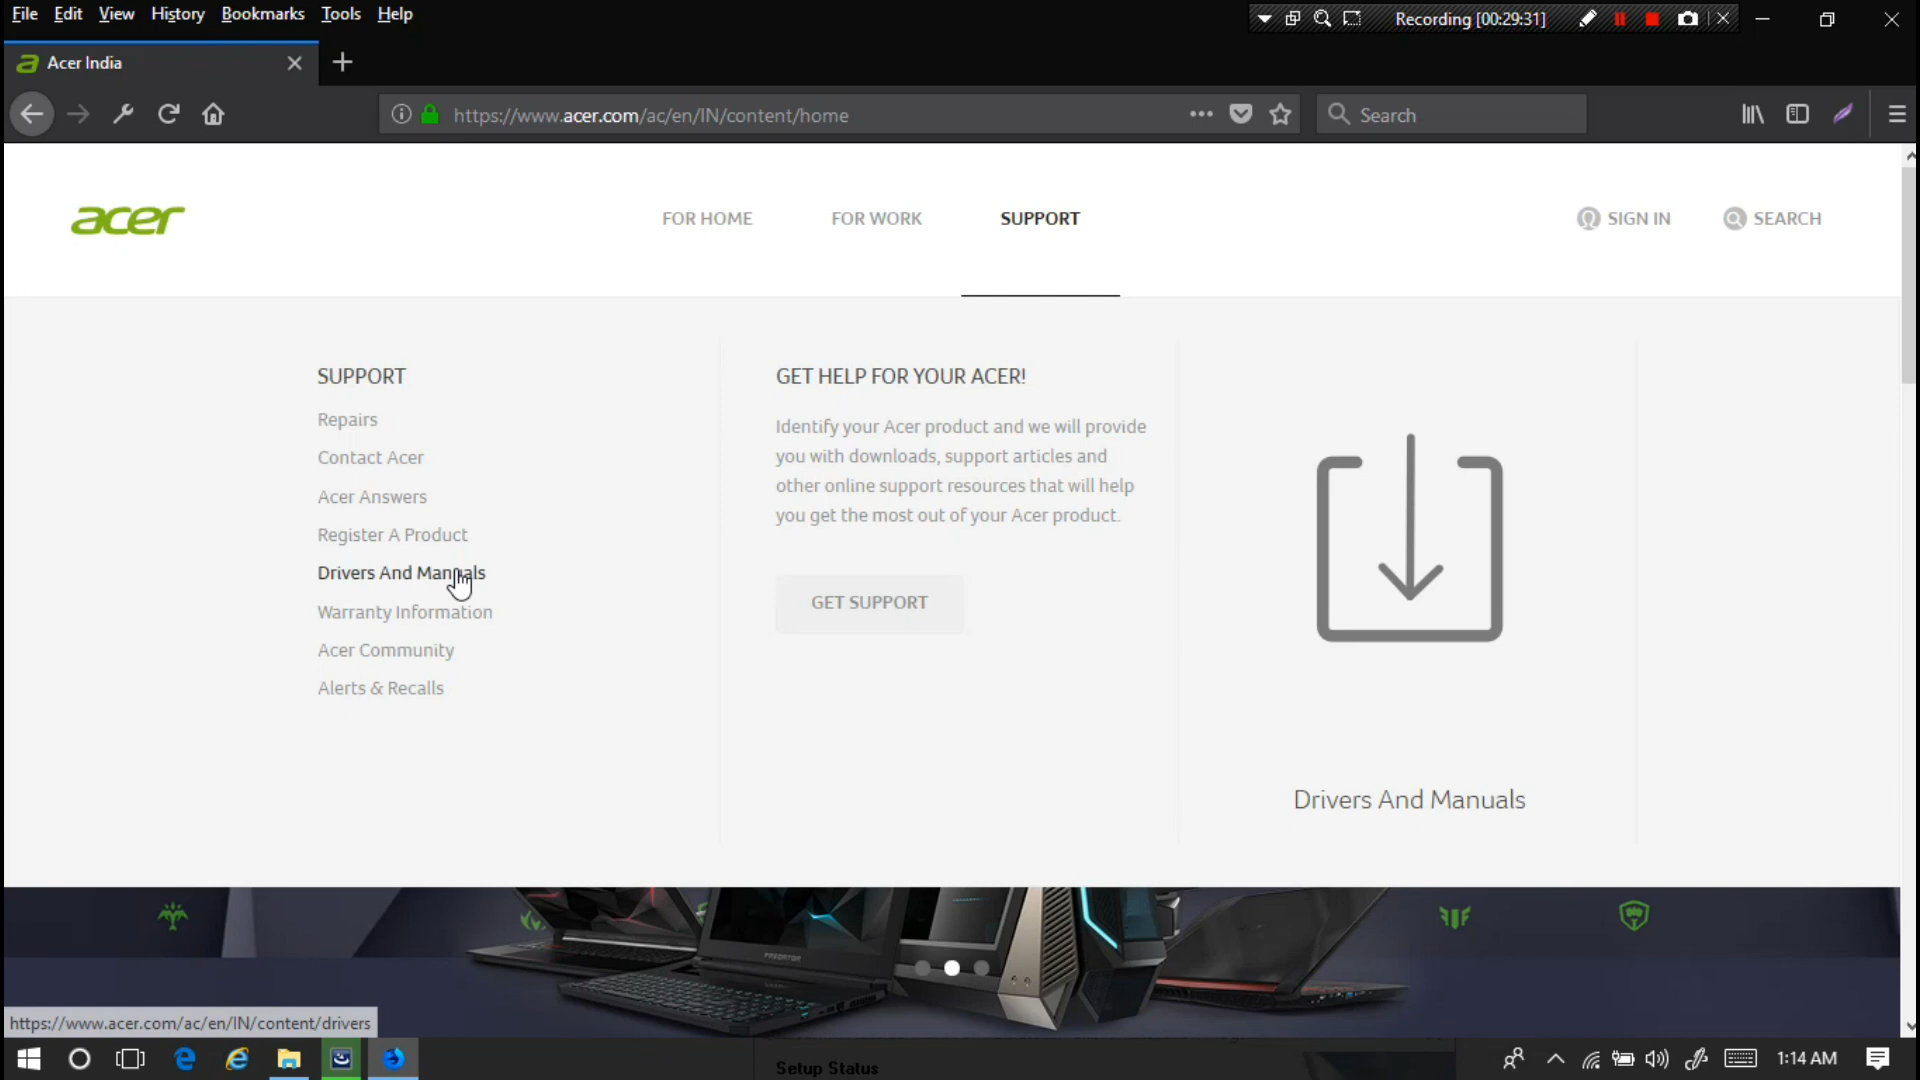 File Edit View History Bookmarks Tools Help
Recording [00:29:31]
Acer India
https://www.acer.com/ac/en/IN/content/home
Search
acer
FOR HOME
FOR WORK
SUPPORT
SIGN IN
SEARCH
SUPPORT
Repairs
Contact Acer
Acer Answers
Register A Product
Drivers And Manuals
Warranty Information
Acer Community
Alerts & Recalls
GET HELP FOR YOUR ACER!
Identify your Acer product and we will provide
you with downloads, support articles and
other online support resources that will help
you get the most out of your Acer product.
GET SUPPORT
Drivers And Manuals
PREDATOR
https://www.acer.com/ac/en/IN/content/drivers
Setup Status
1:14 AM